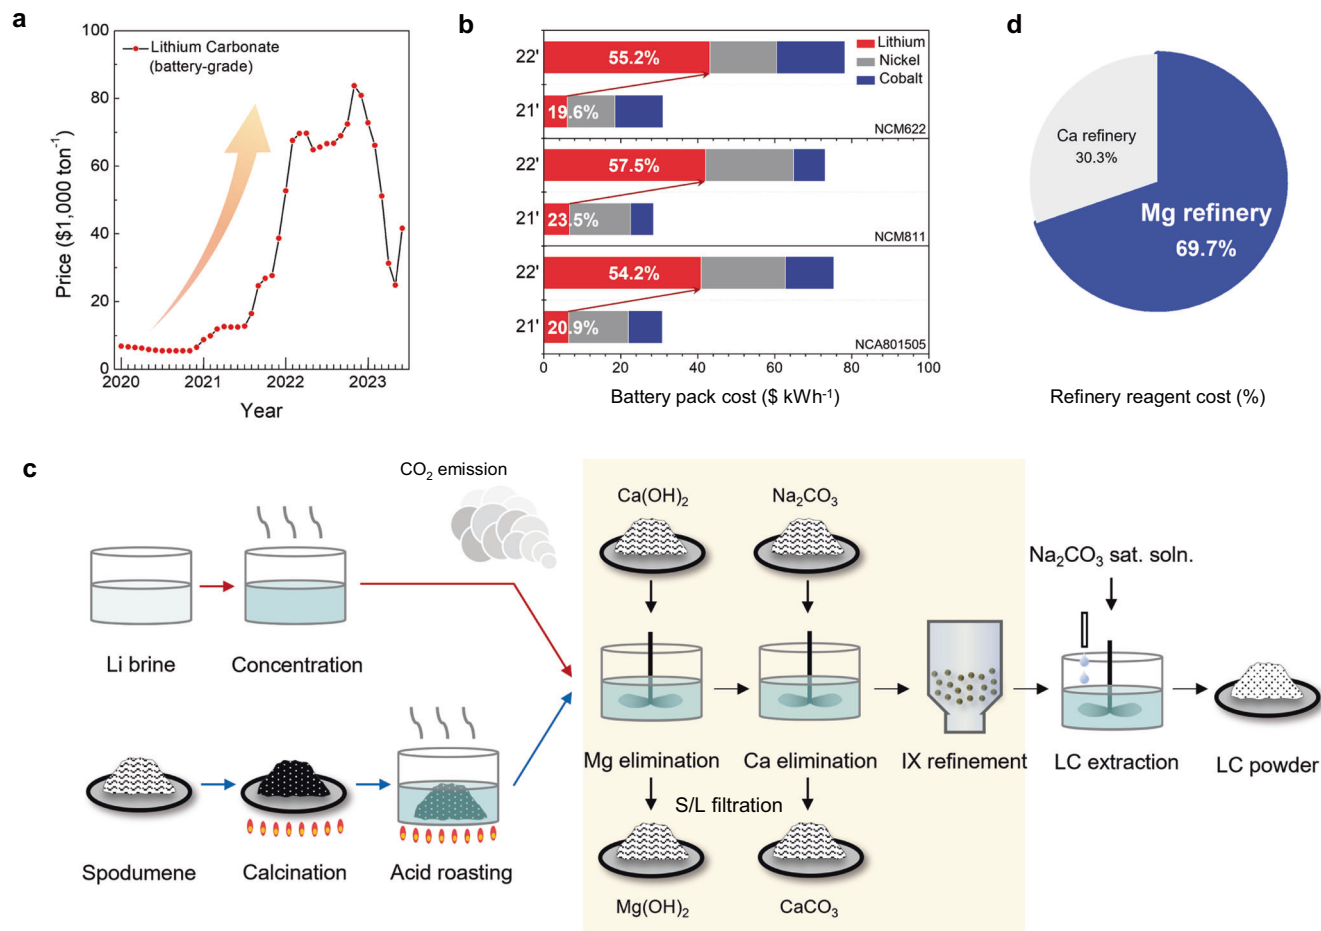 a
100
80
60
40
20
0
Price ($1,000 ton⁻¹)
Lithium Carbonate
(battery-grade)
2020
2021
2022
2023
Year
b
22'
55.2%
Lithium
Nickel
Cobalt
21'
19.6%
NCM622
22'
57.5%
21'
23.5%
NCM811
22'
54.2%
21'
20.9%
NCA801505
0
20
40
60
80
100
Battery pack cost ($ kWh⁻¹)
d
Ca refinery
30.3%
Mg refinery
69.7%
Refinery reagent cost (%)
c
CO₂ emission
Ca(OH)₂
Na₂CO₃
Na₂CO₃ sat. soln.
Li brine
Concentration
Mg elimination
Ca elimination
IX refinement
LC extraction
LC powder
S/L filtration
Spodumene
Calcination
Acid roasting
Mg(OH)₂
CaCO₃